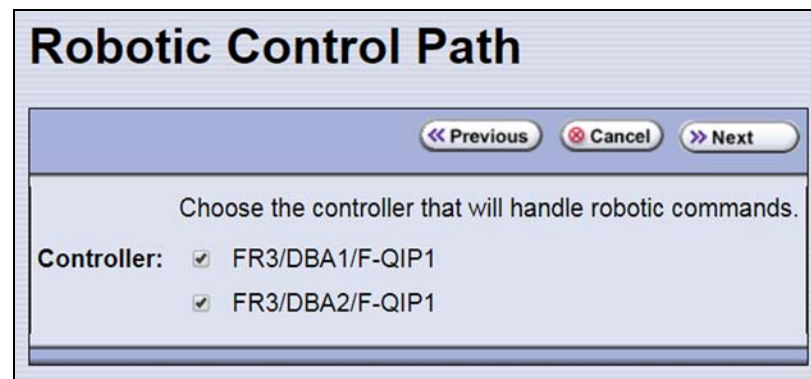 Robotic Control Path
Previous Cancel Next
Choose the controller that will handle robotic commands.
Controller: FR3/DBA1/F-QIP1
FR3/DBA2/F-QIP1